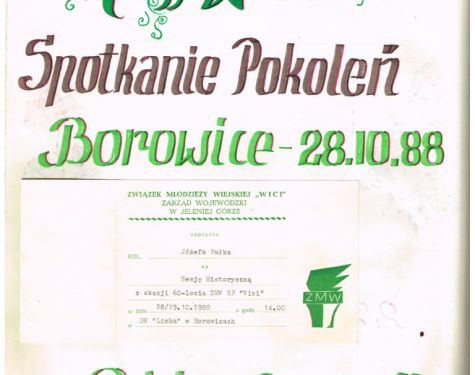 Spotkanie Pokoleń
Borowice - 28.10.88
ZWIĄZEK MŁODZIEŻY WIEJSKIEJ „WICI"
ZARZĄD WOJEWÓDZKI
W JELENIEJ GÓRZE
zaprasza
KOL. Józefa Pałka
na
Sesję Historyczną
z okazji 60-lecia ZMW RP "Wici"
w dniu 28/29.10.1988 o godz. 14.00
w DW "Limba" w Borowicach
ZMW